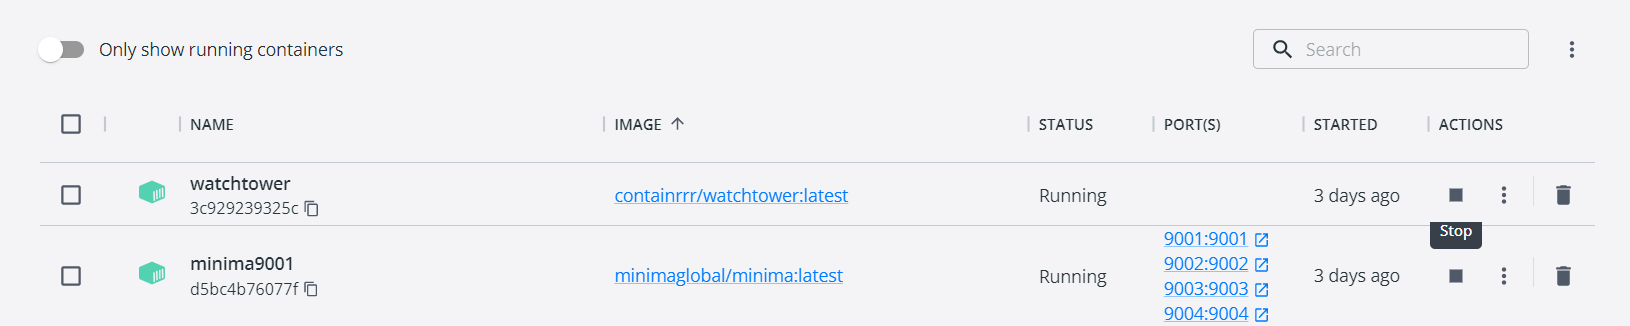 Only show running containers
Search
NAME IMAGE STATUS PORT(S) STARTED ACTIONS
watchtower
3c929239325c
containrrr/watchtower:latest Running 3 days ago
Stop
minima9001
d5bc4b76077f
minimaglobal/minima:latest Running
9001:9001
9002:9002
9003:9003
9004:9004
3 days ago